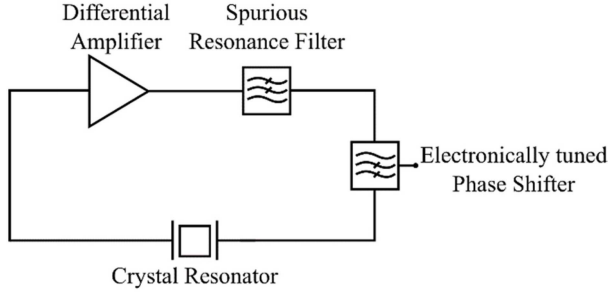 Differential
Amplifier
Spurious
Resonance Filter
Electronically tuned
Phase Shifter
Crystal Resonator